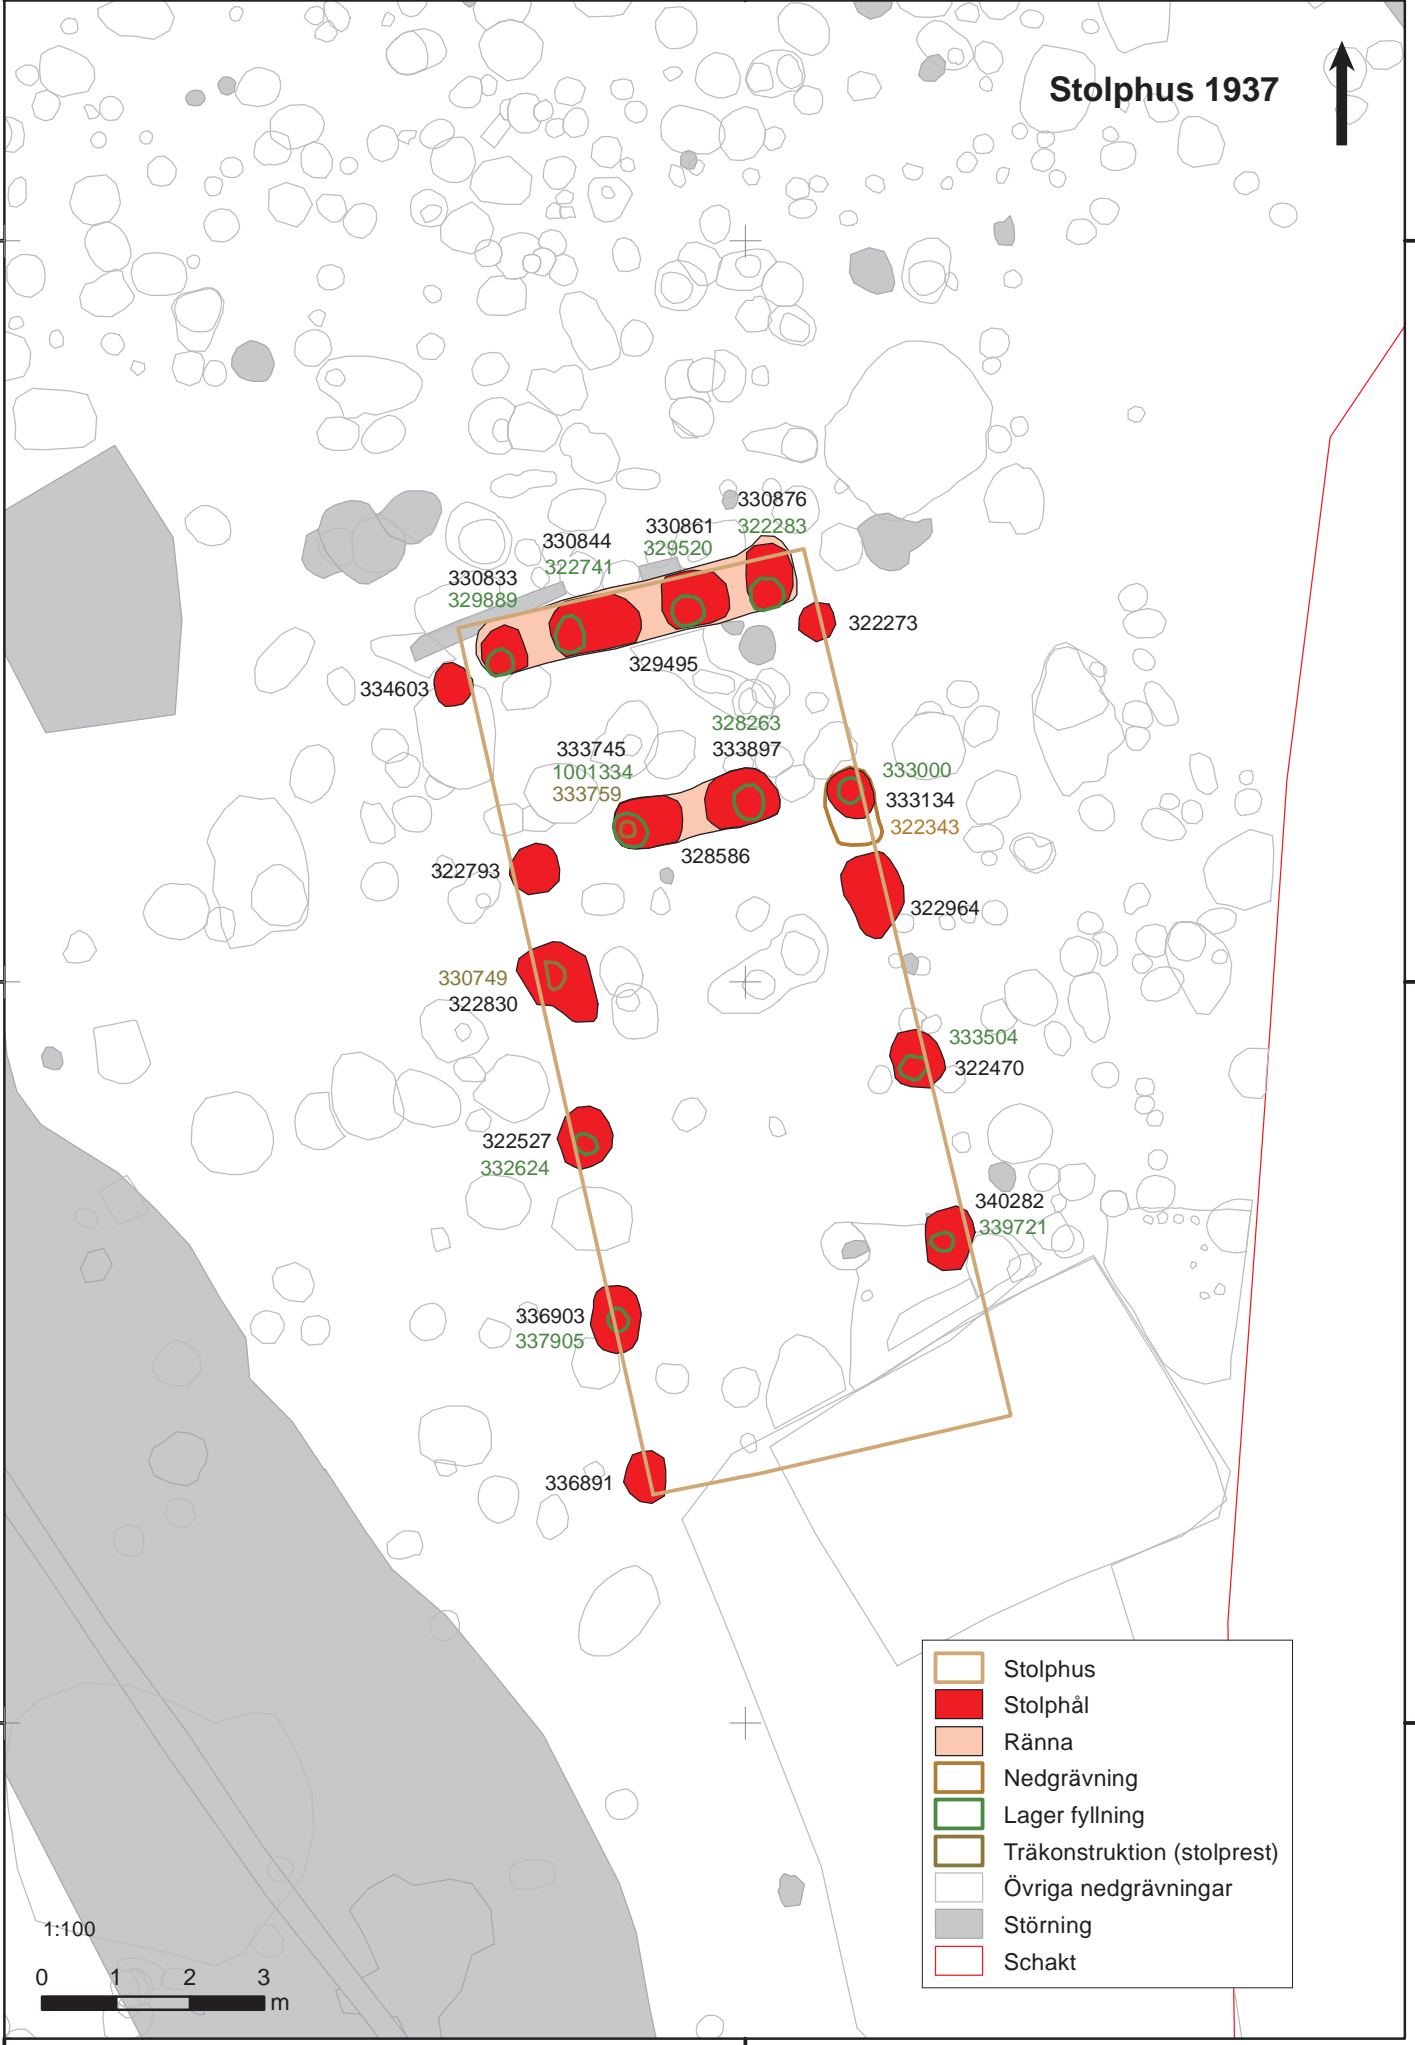 Stolphus 1937
330876
322283
330861
329520
330844
322741
330833
329889
322273
329495
334603
328263
333745
333897
1001334
333759
333000
333134
322343
328586
322793
322964
330749
322830
333504
322470
322527
332624
340282
339721
336903
337905
336891
Stolphus
Stolphål
Ränna
Nedgrävning
Lager fyllning
Träkonstruktion (stolprest)
Övriga nedgrävningar
Störning
Schakt
1:100
0 1 2 3
m